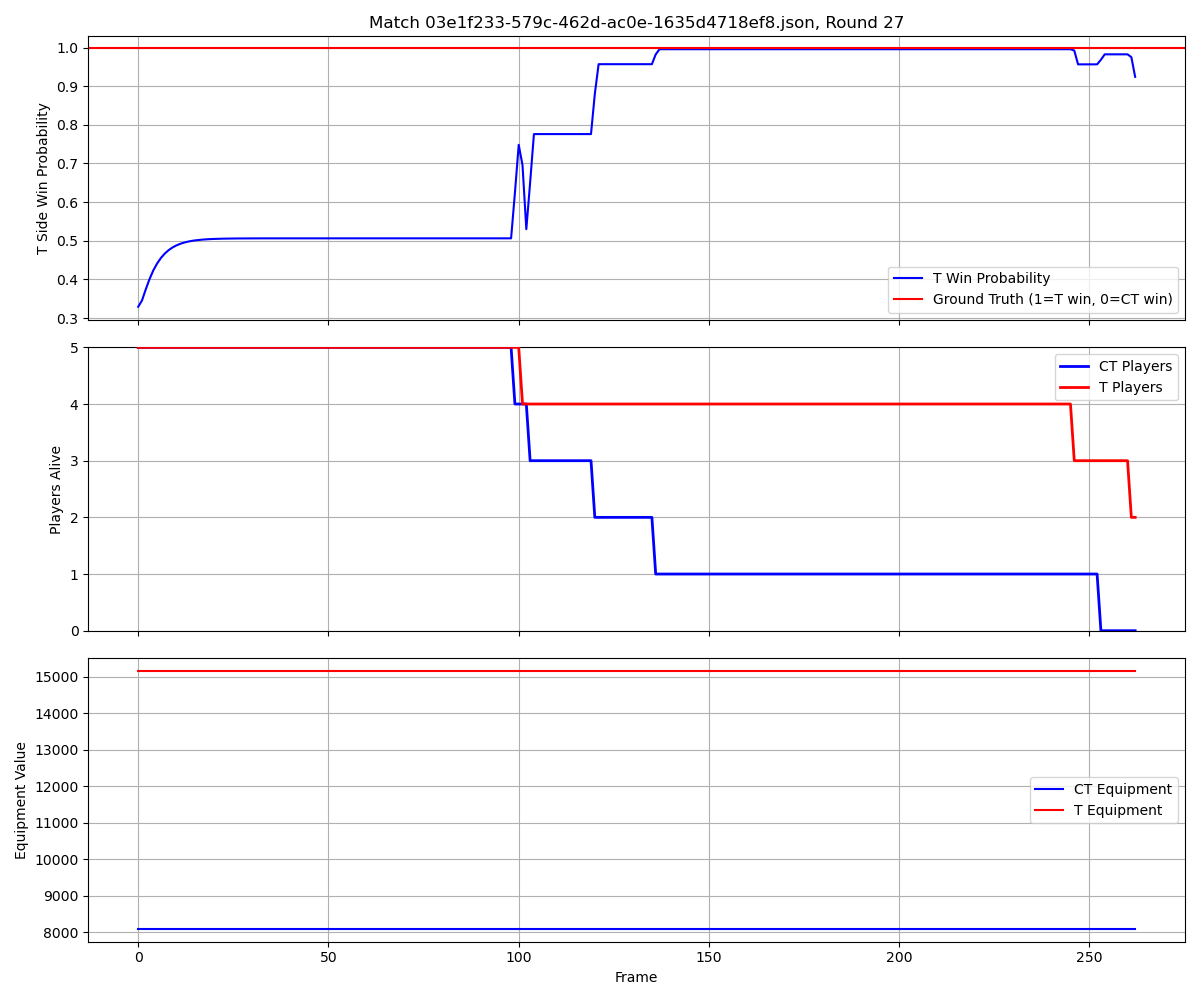 Match 03e1f233-579c-462d-ac0e-1635d4718ef8.json, Round 27
T Side Win Probability
1.0
0.9
0.8
0.7
0.6
0.5
0.4
0.3
T Win Probability
Ground Truth (1=T win, 0=CT win)
Players Alive
5
4
3
2
1
0
CT Players
T Players
Equipment Value
15000
14000
13000
12000
11000
10000
9000
8000
CT Equipment
T Equipment
0
50
100
150
200
250
Frame